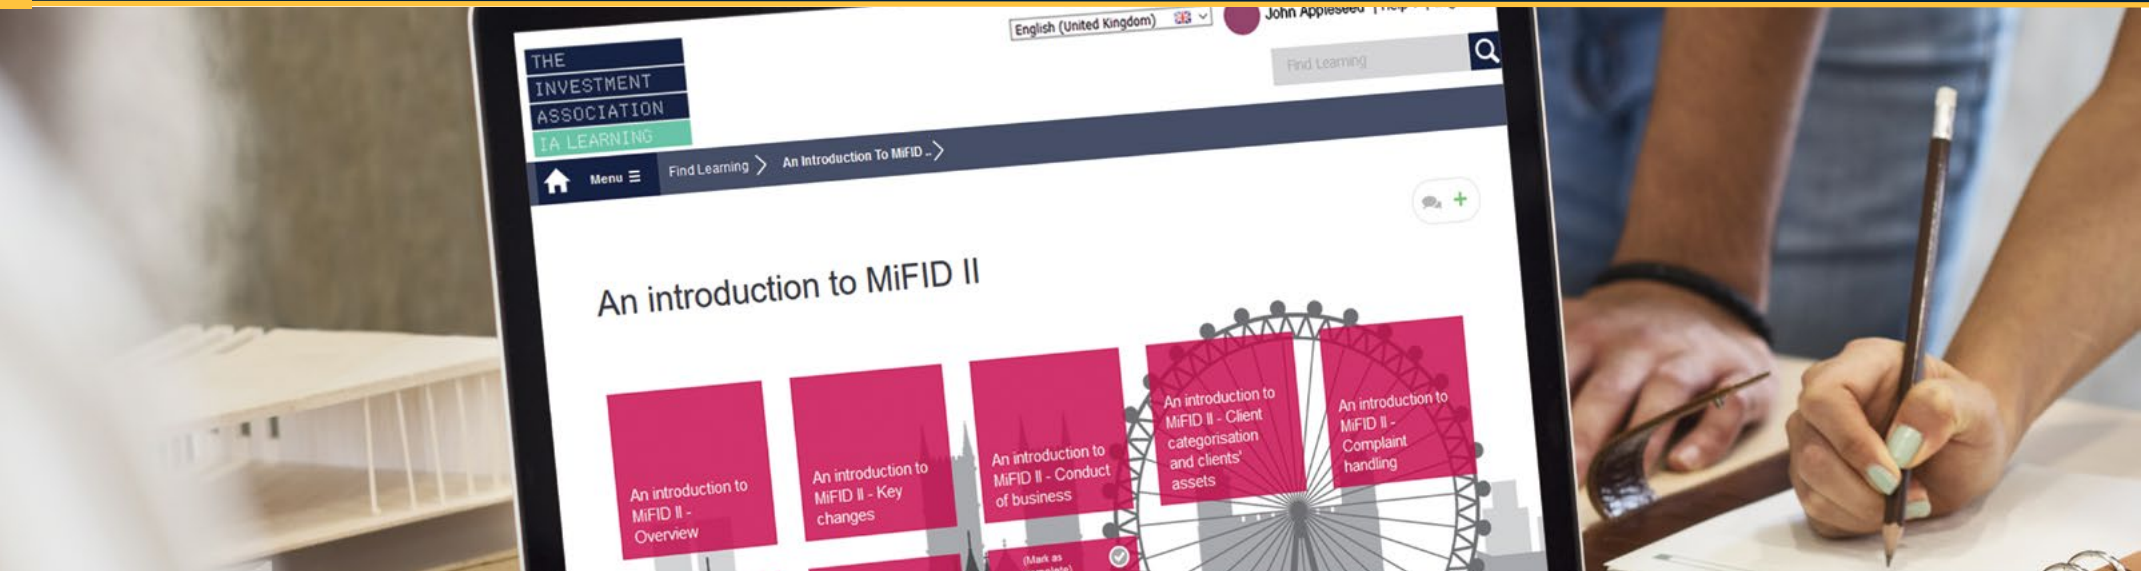 English (United Kingdom)
John Appleseed
THE
INVESTMENT
ASSOCIATION
IA LEARNING
Find Learning
Menu
Find Learning
An Introduction To MiFID ..
An introduction to MiFID II
An introduction to
MiFID II -
Overview
An introduction to
MiFID II - Key
changes
An introduction to
MiFID II - Conduct
of business
An introduction to
MiFID II - Client
categorisation
and clients'
assets
An introduction to
MiFID II -
Complaint
handling
(Mark as